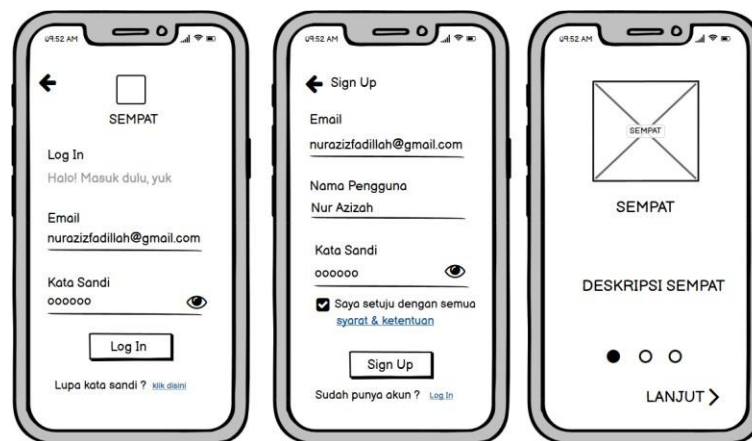 09:52 AM
SEMPAT
Log In
Halo! Masuk dulu, yuk
Email
nurazizfadillah@gmail.com
Kata Sandi
oooooo
Log In
Lupa kata sandi ? klik disini
09:52 AM
Sign Up
Email
nurazizfadillah@gmail.com
Nama Pengguna
Nur Azizah
Kata Sandi
oooooo
Saya setuju dengan semua
syarat & ketentuan
Sign Up
Sudah punya akun ? Log In
09:52 AM
SEMPAT
SEMPAT
DESKRIPSI SEMPAT
LANJUT